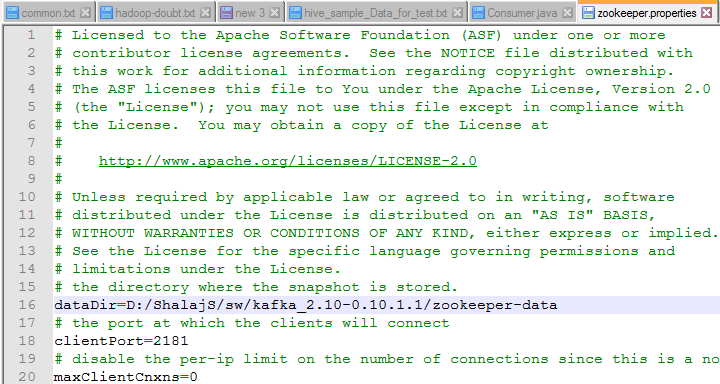 common.txt hadoop-doubt.txt new 3 hive_sample_Data_for_test.txt Consumer.java zookeeper.properties
1 # Licensed to the Apache Software Foundation (ASF) under one or more
2 # contributor license agreements.  See the NOTICE file distributed with
3 # this work for additional information regarding copyright ownership.
4 # The ASF licenses this file to You under the Apache License, Version 2.0
5 # (the "License"); you may not use this file except in compliance with
6 # the License.  You may obtain a copy of the License at
7 #
8 #    http://www.apache.org/licenses/LICENSE-2.0
9 #
10 # Unless required by applicable law or agreed to in writing, software
11 # distributed under the License is distributed on an "AS IS" BASIS,
12 # WITHOUT WARRANTIES OR CONDITIONS OF ANY KIND, either express or implied.
13 # See the License for the specific language governing permissions and
14 # limitations under the License.
15 # the directory where the snapshot is stored.
16 dataDir=D:/ShalajS/sw/kafka_2.10-0.10.1.1/zookeeper-data
17 # the port at which the clients will connect
18 clientPort=2181
19 # disable the per-ip limit on the number of connections since this is a no
20 maxClientCnxns=0